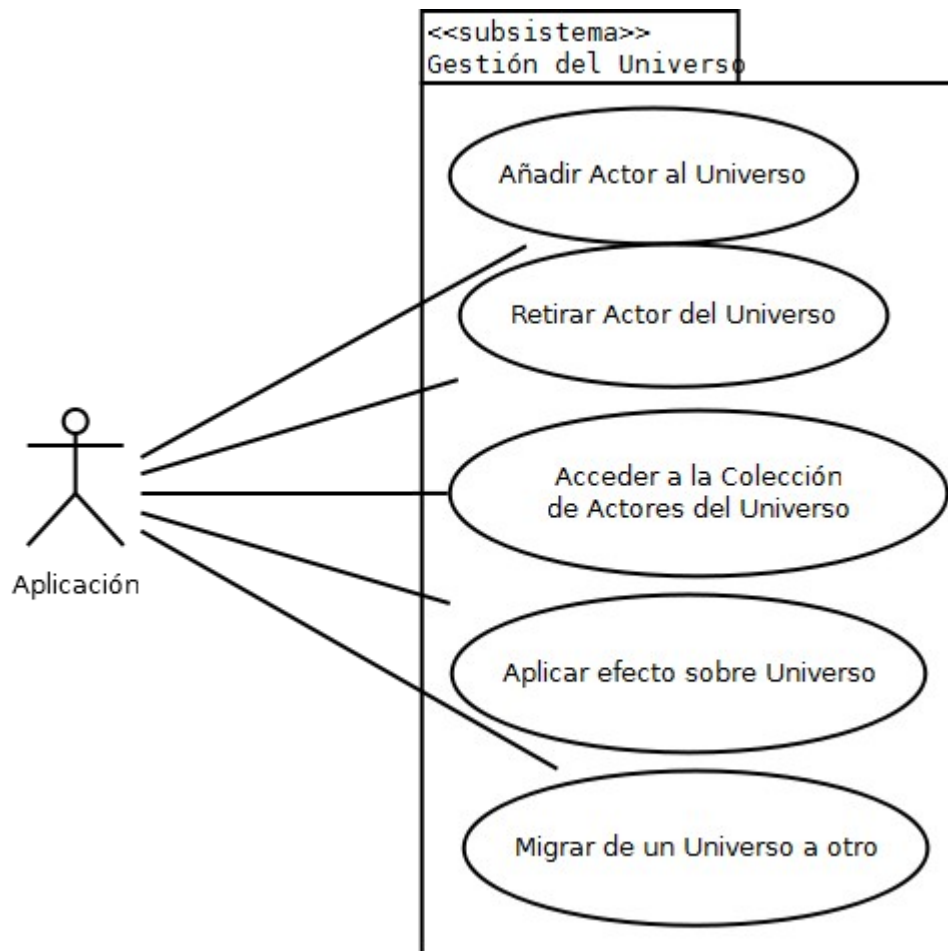 <<subsistema>>
Gestión del Universo
Añadir Actor al Universo
Retirar Actor del Universo
Acceder a la Colección
de Actores del Universo
Aplicación
Aplicar efecto sobre Universo
Migrar de un Universo a otro